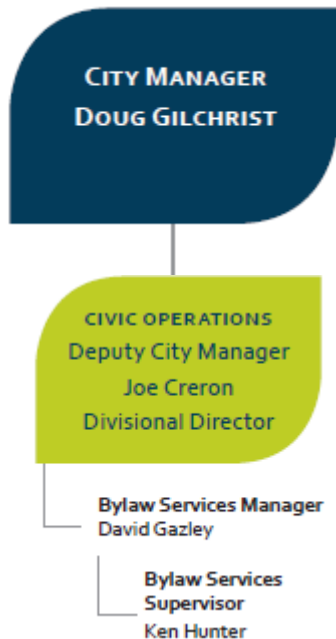 CITY MANAGER
DOUG GILCHRIST
CIVIC OPERATIONS
Deputy City Manager
Joe Creron
Divisional Director
Bylaw Services Manager
David Gazley
Bylaw Services
Supervisor
Ken Hunter